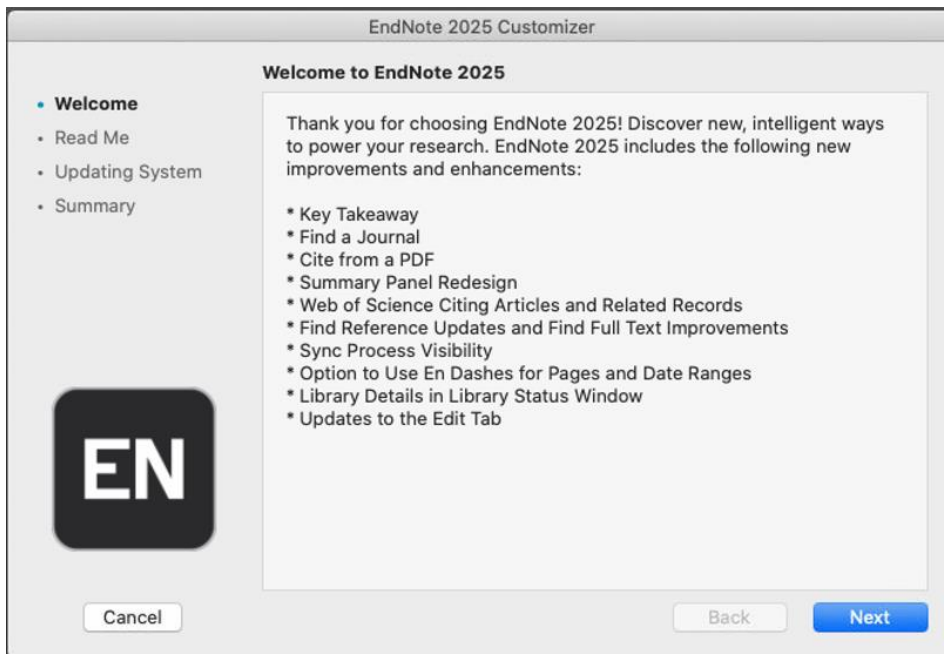 EndNote 2025 Customizer
Welcome to EndNote 2025
• Welcome
• Read Me
• Updating System
• Summary
Thank you for choosing EndNote 2025! Discover new, intelligent ways
to power your research. EndNote 2025 includes the following new
improvements and enhancements:
* Key Takeaway
* Find a Journal
* Cite from a PDF
* Summary Panel Redesign
* Web of Science Citing Articles and Related Records
* Find Reference Updates and Find Full Text Improvements
* Sync Process Visibility
* Option to Use En Dashes for Pages and Date Ranges
* Library Details in Library Status Window
* Updates to the Edit Tab
EN
Cancel
Back
Next